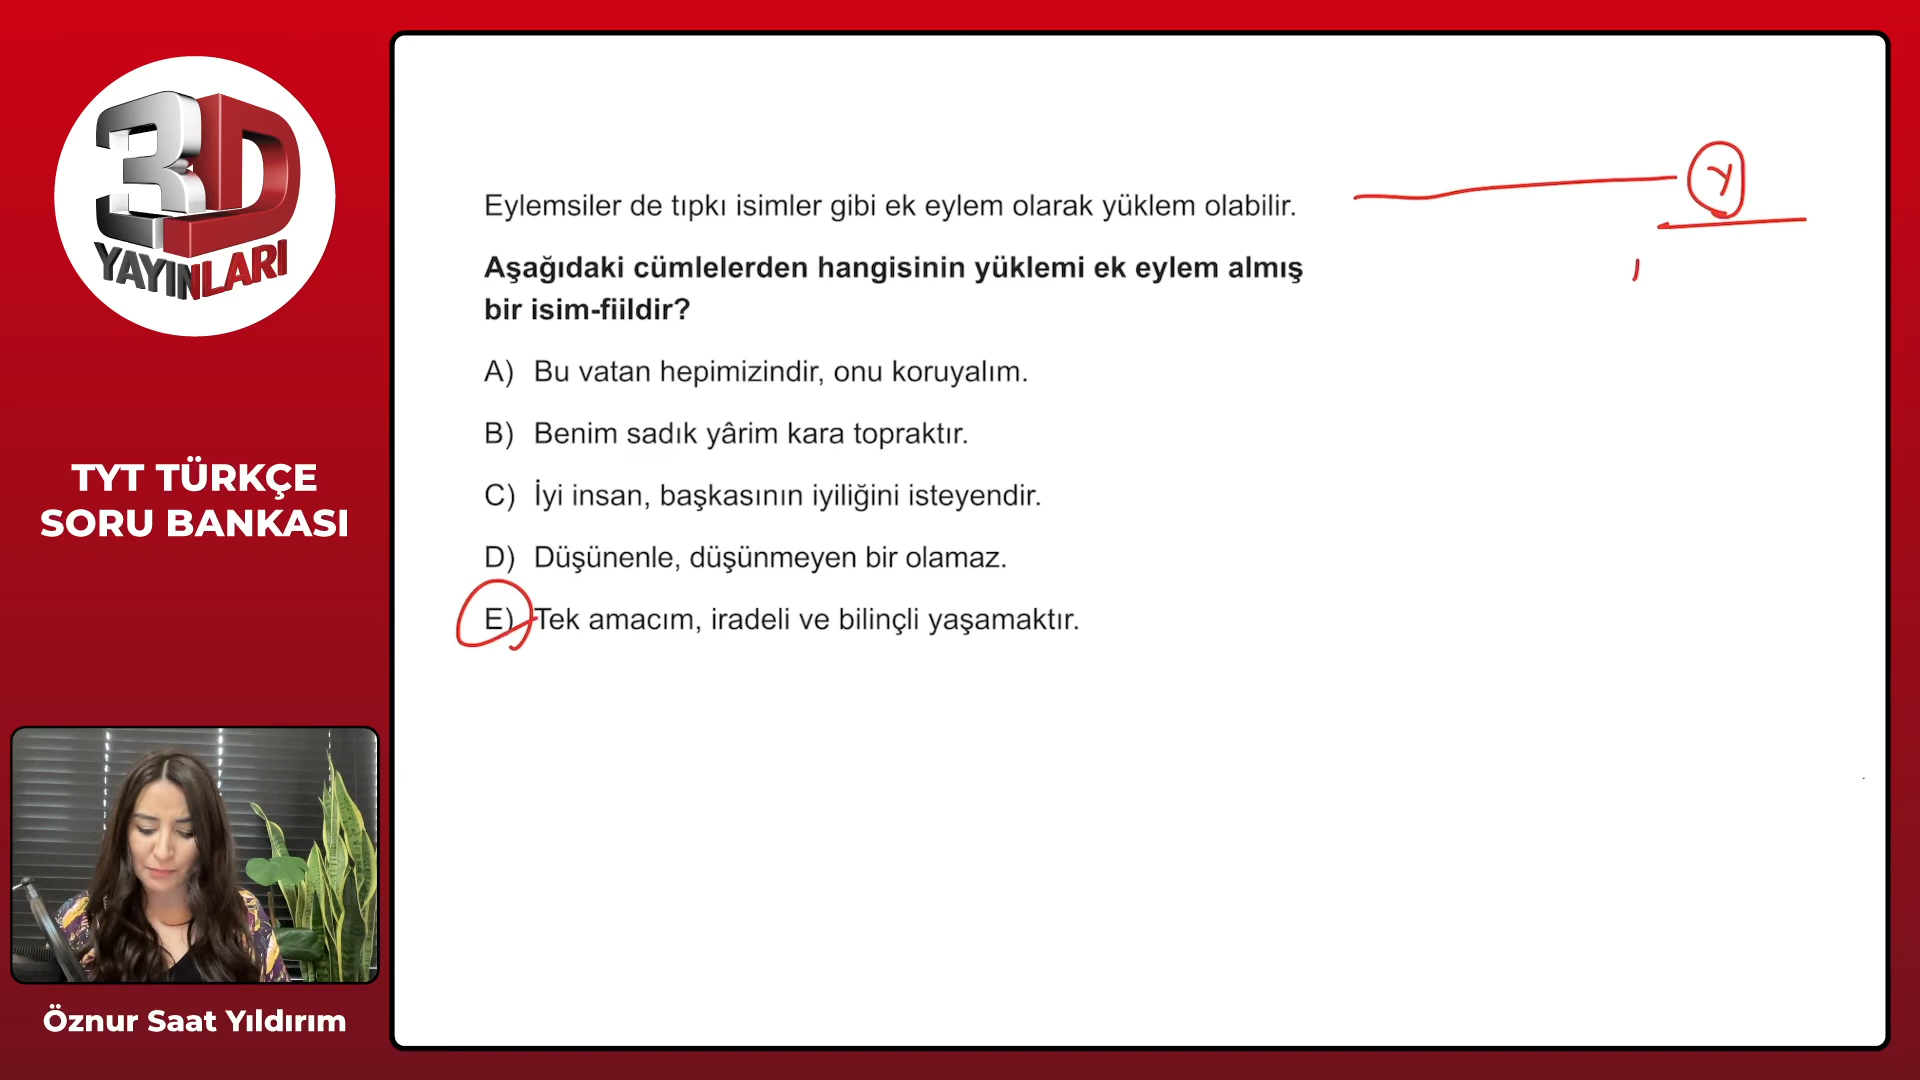 3D
YAYINLARI
TYT TÜRKÇE
SORU BANKASI
Öznur Saat Yıldırım
Eylemsiler de tıpkı isimler gibi ek eylem olarak yüklem olabilir.
Y
Aşağıdaki cümlelerden hangisinin yüklemi ek eylem almış
bir isim-fiildir?
A) Bu vatan hepimizindir, onu koruyalım.
B) Benim sadık yârim kara topraktır.
C) İyi insan, başkasının iyiliğini isteyendir.
D) Düşünenle, düşünmeyen bir olamaz.
E) Tek amacım, iradeli ve bilinçli yaşamaktır.